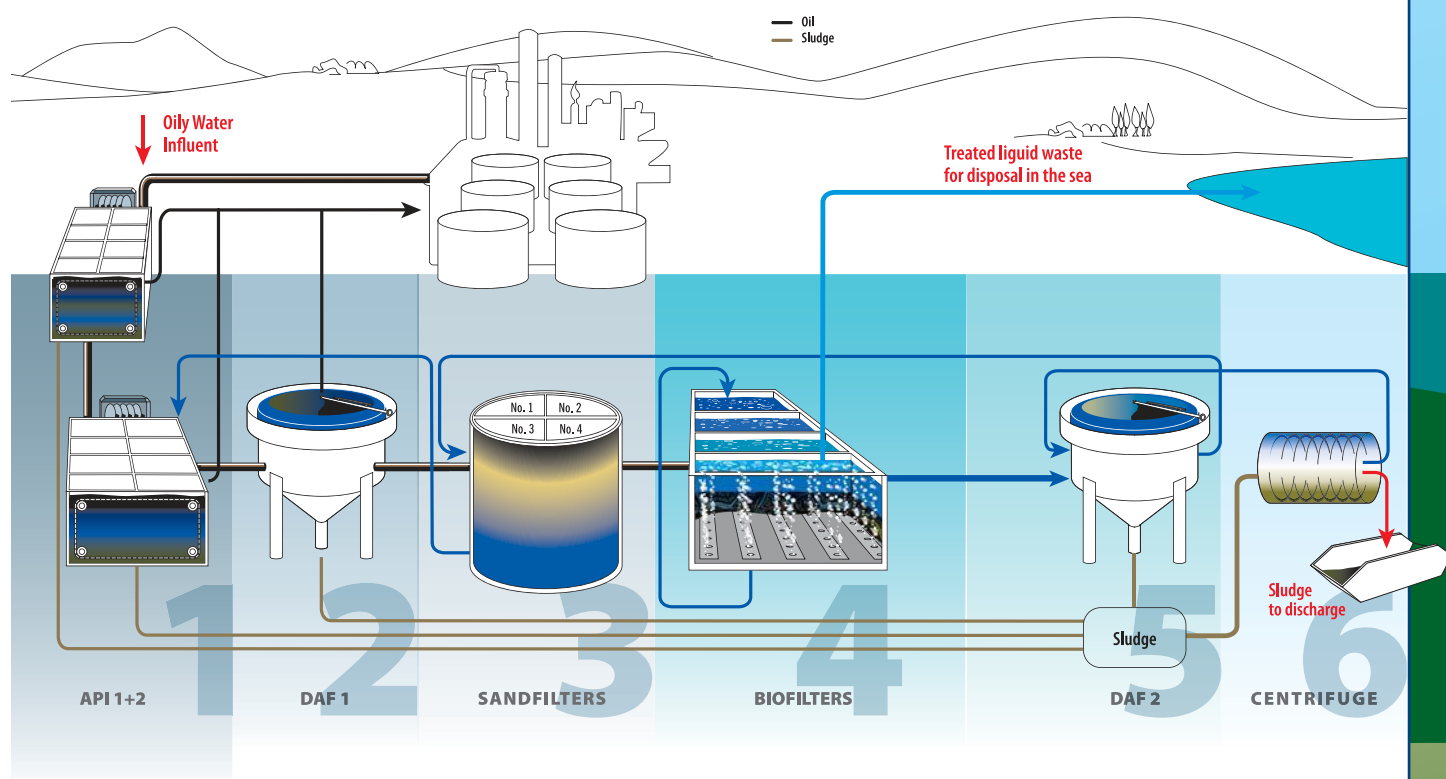 Oil
Sludge
Oily Water
Influent
Treated liguid waste
for disposal in the sea
No. 1
No. 2
No. 3
No. 4
Sludge
to discharge
Sludge
1
2
3
4
5
6
API 1+2
DAF 1
SANDFILTERS
BIOFILTERS
DAF 2
CENTRIFUGE